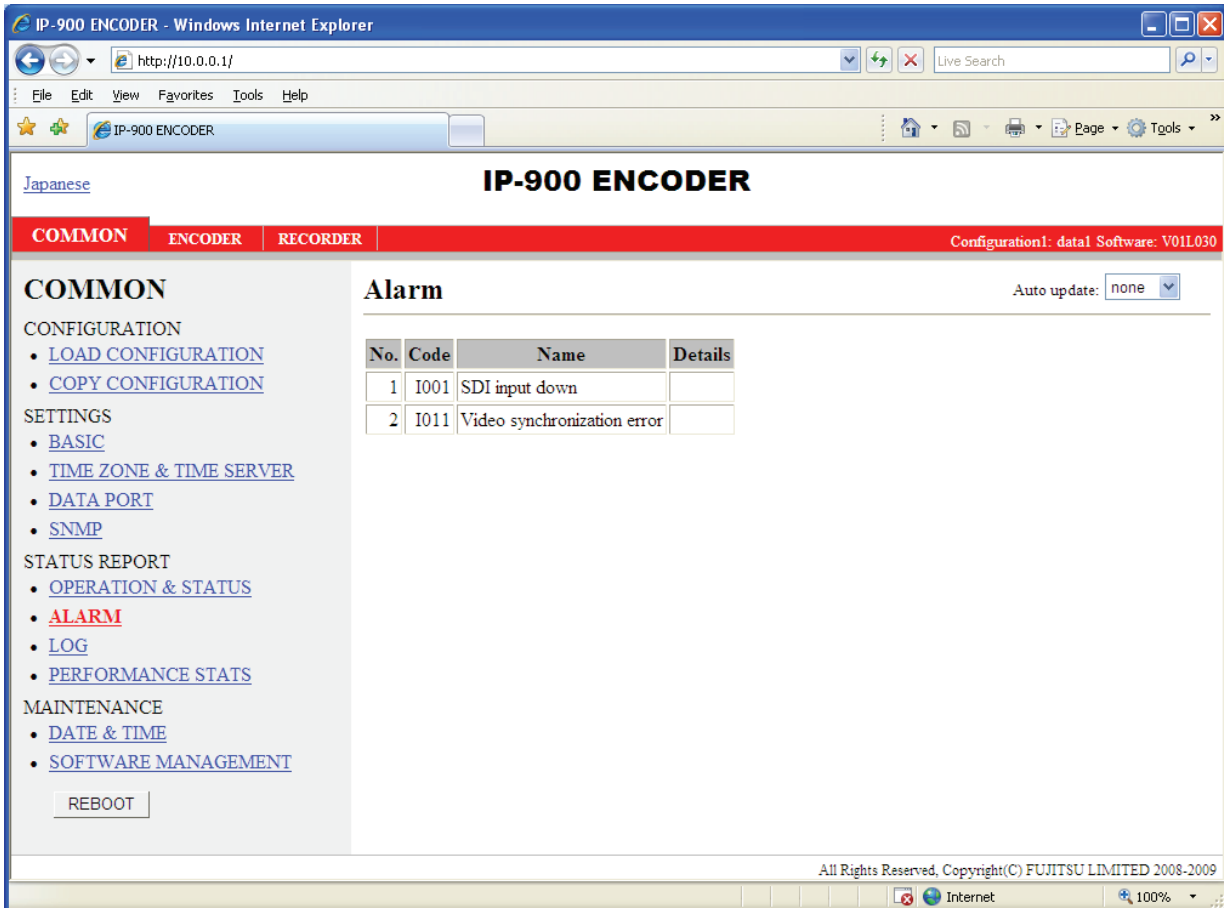 IP-900 ENCODER - Windows Internet Explorer
http://10.0.0.1/
Live Search
File Edit View Favorites Tools Help
IP-900 ENCODER
Page Tools »
Japanese
IP-900 ENCODER
COMMON ENCODER RECORDER
Configuration1: data1 Software: V01L030
COMMON
CONFIGURATION
• LOAD CONFIGURATION
• COPY CONFIGURATION
SETTINGS
• BASIC
• TIME ZONE & TIME SERVER
• DATA PORT
• SNMP
STATUS REPORT
• OPERATION & STATUS
• ALARM
• LOG
• PERFORMANCE STATS
MAINTENANCE
• DATE & TIME
• SOFTWARE MANAGEMENT
REBOOT
Alarm
Auto update: none
No. Code Name Details
1 I001 SDI input down
2 I011 Video synchronization error
All Rights Reserved, Copyright(C) FUJITSU LIMITED 2008-2009
Internet
100%